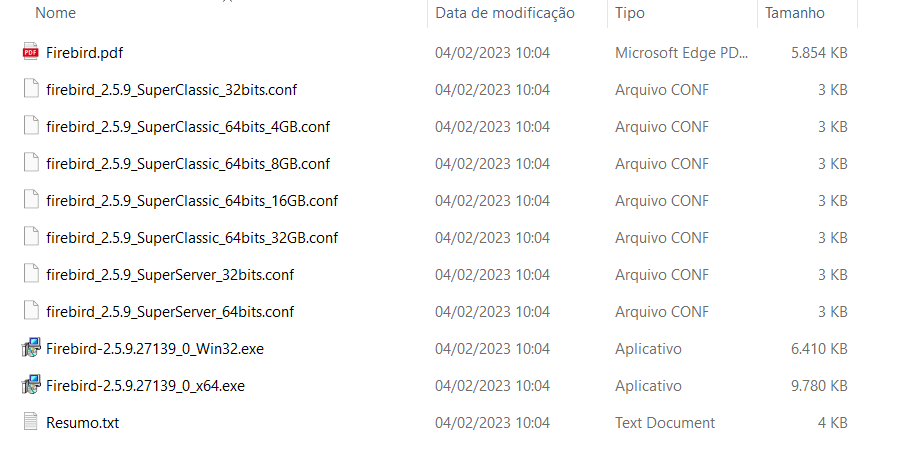 Nome Data de modificação Tipo Tamanho
Firebird.pdf 04/02/2023 10:04 Microsoft Edge PD... 5.854 KB
firebird_2.5.9_SuperClassic_32bits.conf 04/02/2023 10:04 Arquivo CONF 3 KB
firebird_2.5.9_SuperClassic_64bits_4GB.conf 04/02/2023 10:04 Arquivo CONF 3 KB
firebird_2.5.9_SuperClassic_64bits_8GB.conf 04/02/2023 10:04 Arquivo CONF 3 KB
firebird_2.5.9_SuperClassic_64bits_16GB.conf 04/02/2023 10:04 Arquivo CONF 3 KB
firebird_2.5.9_SuperClassic_64bits_32GB.conf 04/02/2023 10:04 Arquivo CONF 3 KB
firebird_2.5.9_SuperServer_32bits.conf 04/02/2023 10:04 Arquivo CONF 3 KB
firebird_2.5.9_SuperServer_64bits.conf 04/02/2023 10:04 Arquivo CONF 3 KB
Firebird-2.5.9.27139_0_Win32.exe 04/02/2023 10:04 Aplicativo 6.410 KB
Firebird-2.5.9.27139_0_x64.exe 04/02/2023 10:04 Aplicativo 9.780 KB
Resumo.txt 04/02/2023 10:04 Text Document 4 KB